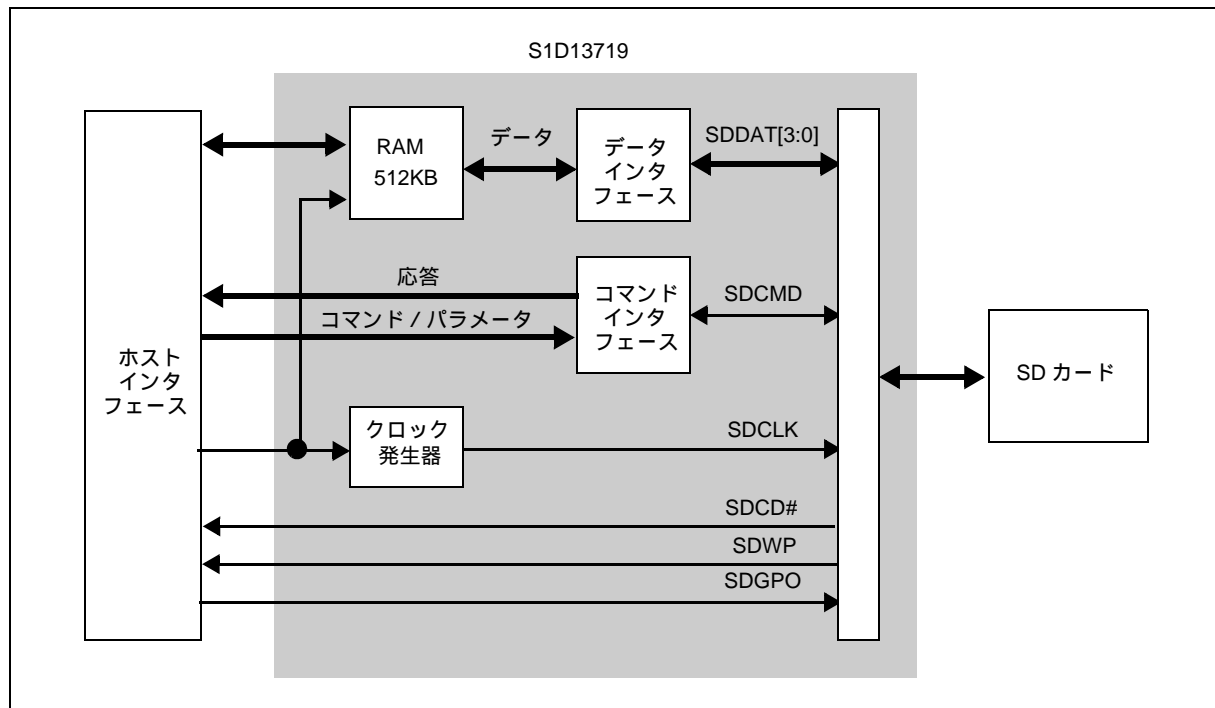 S1D13719
RAM
512KB
データ
データ
インタ
フェース
SDDAT[3:0]
応答
コマンド / パラメータ
コマンド
インタ
フェース
SDCMD
ホスト
インタ
フェース
SD カード
クロック
発生器
SDCLK
SDCD#
SDWP
SDGPO